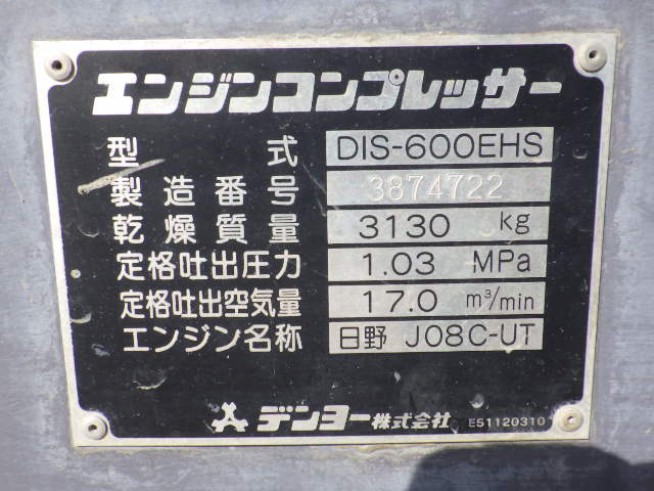 エンジンコンプレッサー
型式 DIS-600EHS
製造番号 3874722
乾燥質量 3130 kg
定格吐出圧力 1.03 MPa
定格吐出空気量 17.0 m³/min
エンジン名称 日野 J08C-UT
デンヨー株式会社 E51120310